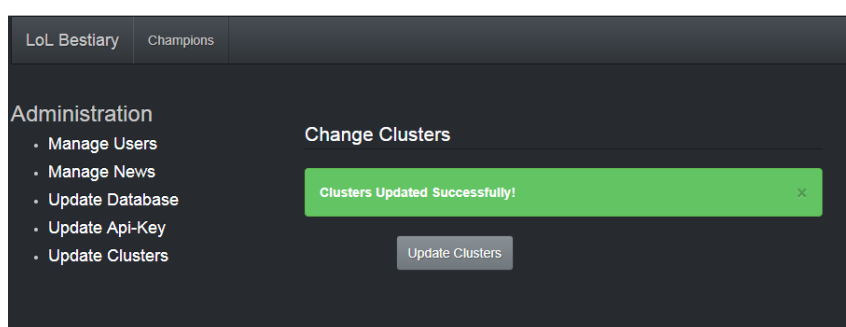 LoL Bestiary Champions
Administration
• Manage Users
• Manage News
• Update Database
• Update Api-Key
• Update Clusters
Change Clusters
Clusters Updated Successfully! ×
Update Clusters